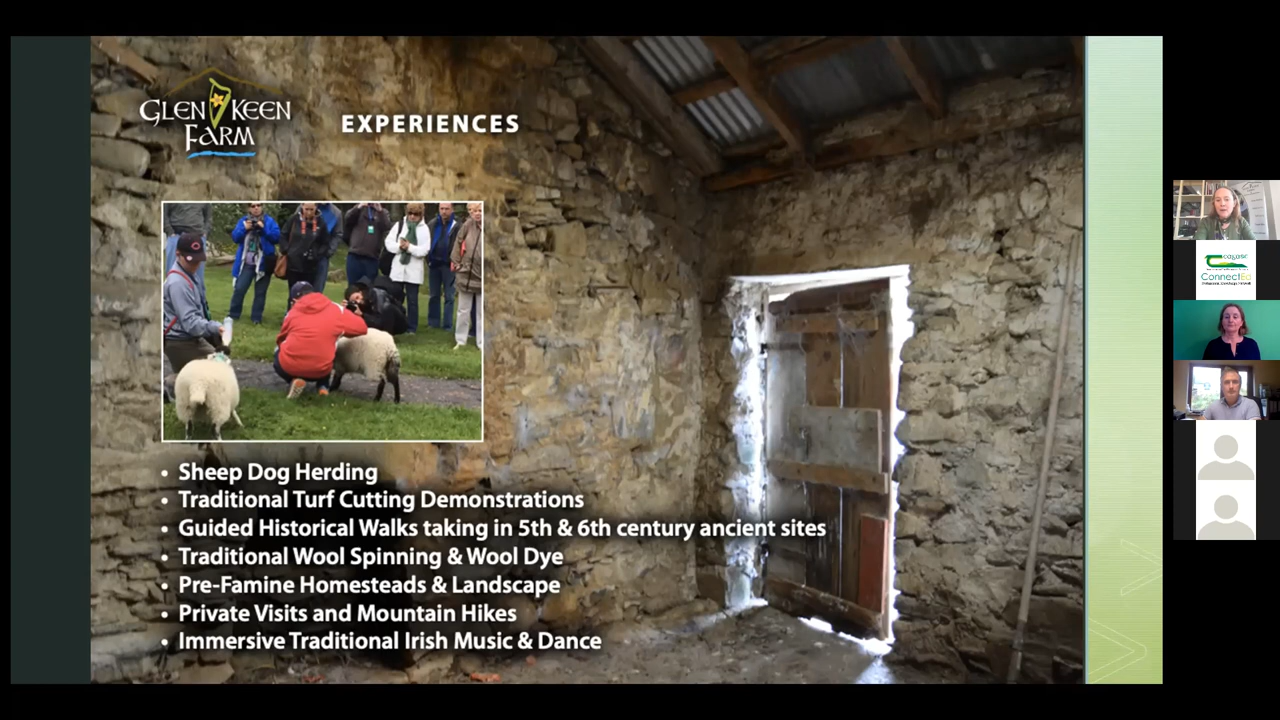 GLEN KEEN
FARM
EXPERIENCES
• Sheep Dog Herding
• Traditional Turf Cutting Demonstrations
• Guided Historical Walks taking in 5th & 6th century ancient sites
• Traditional Wool Spinning & Wool Dye
• Pre-Famine Homesteads & Landscape
• Private Visits and Mountain Hikes
• Immersive Traditional Irish Music & Dance
ConnectEd